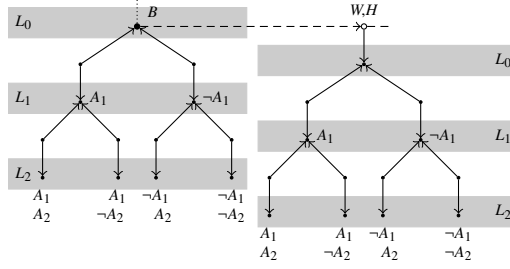 B W,H
L₀
L₀
L₁ A₁ ¬A₁
A₁ ¬A₁ L₁
L₂
A₁ A₁ ¬A₁ ¬A₁
A₂ ¬A₂ A₂ ¬A₂
L₂
A₁ A₁ ¬A₁ ¬A₁
A₂ ¬A₂ A₂ ¬A₂